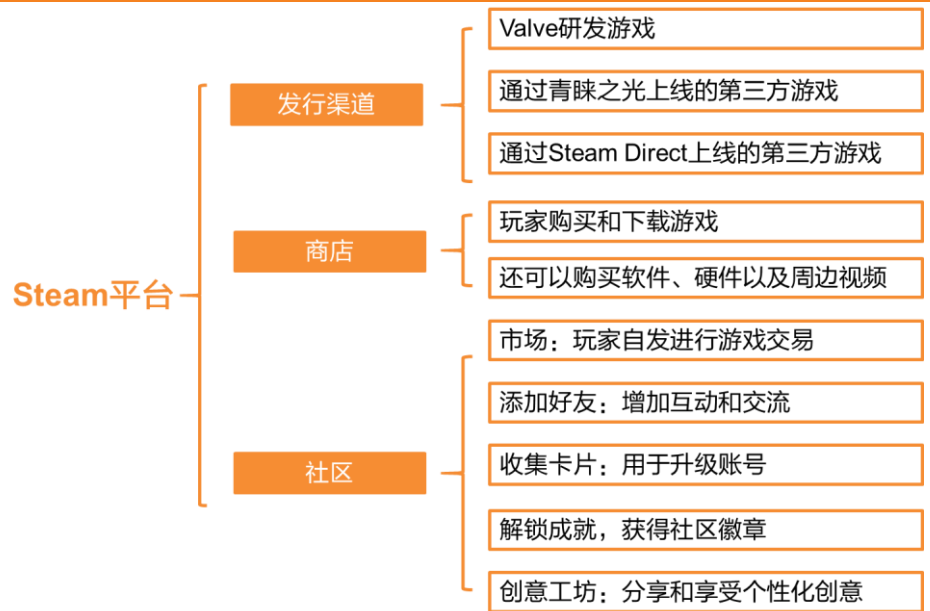 Steam平台
发行渠道
Valve研发游戏
通过青睐之光上线的第三方游戏
通过Steam Direct上线的第三方游戏
商店
玩家购买和下载游戏
还可以购买软件、硬件以及周边视频
社区
市场：玩家自发进行游戏交易
添加好友：增加互动和交流
收集卡片：用于升级账号
解锁成就，获得社区徽章
创意工坊：分享和享受个性化创意